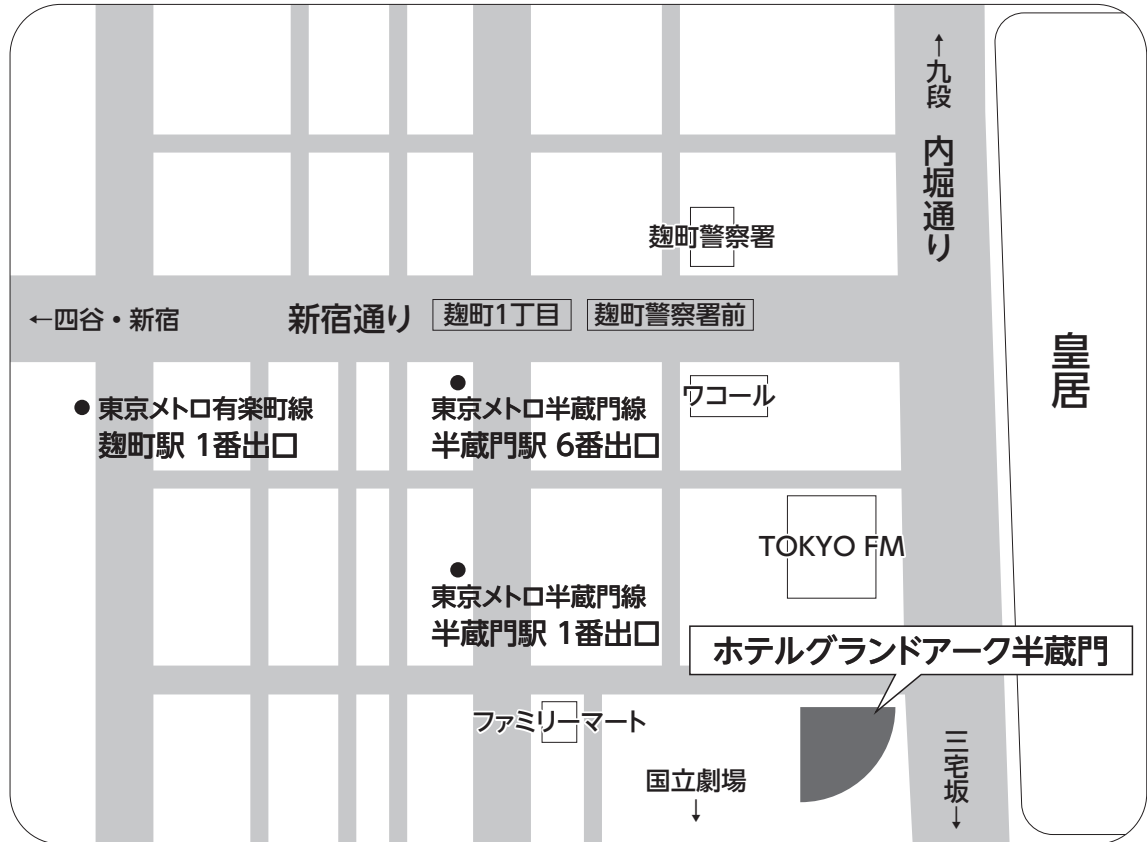 ↑九段
内堀通り
麹町警察署
←四谷・新宿
新宿通り
麹町1丁目
麹町警察署前
皇居
● 東京メトロ有楽町線
麹町駅 1番出口
● 東京メトロ半蔵門線
半蔵門駅 6番出口
ワコール
TOKYO FM
● 東京メトロ半蔵門線
半蔵門駅 1番出口
ホテルグランドアーク半蔵門
ファミリーマート
国立劇場
↓
三宅坂↓